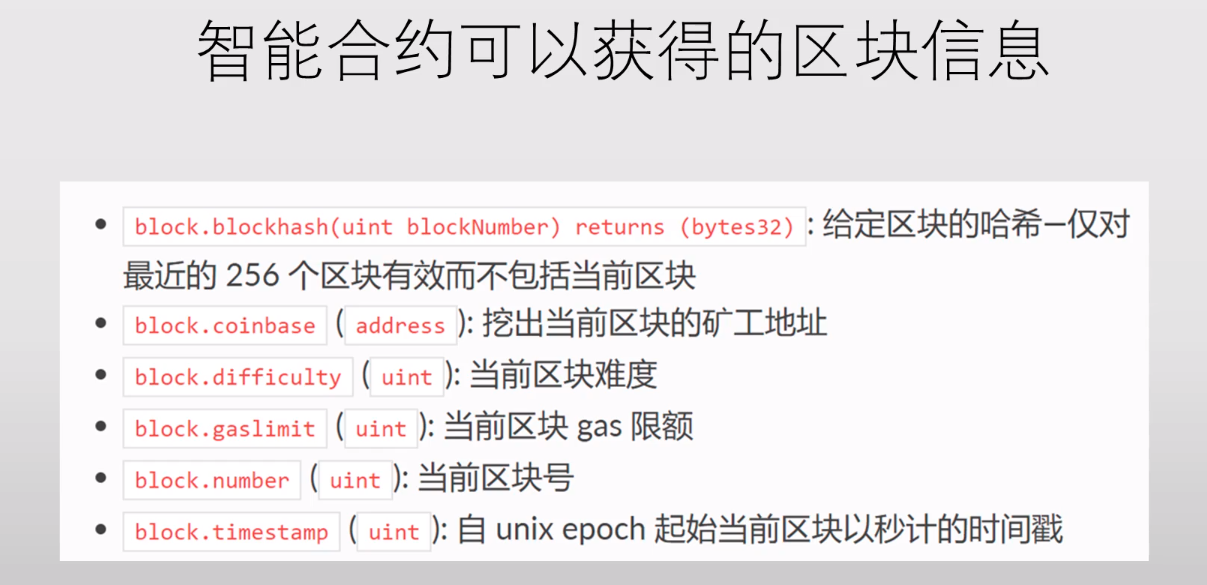 智能合约可以获得的区块信息
• block.blockhash(uint blockNumber) returns (bytes32) : 给定区块的哈希—仅对
最近的 256 个区块有效而不包括当前区块
• block.coinbase ( address ): 挖出当前区块的矿工地址
• block.difficulty ( uint ): 当前区块难度
• block.gaslimit ( uint ): 当前区块 gas 限额
• block.number ( uint ): 当前区块号
• block.timestamp ( uint ): 自 unix epoch 起始当前区块以秒计的时间戳